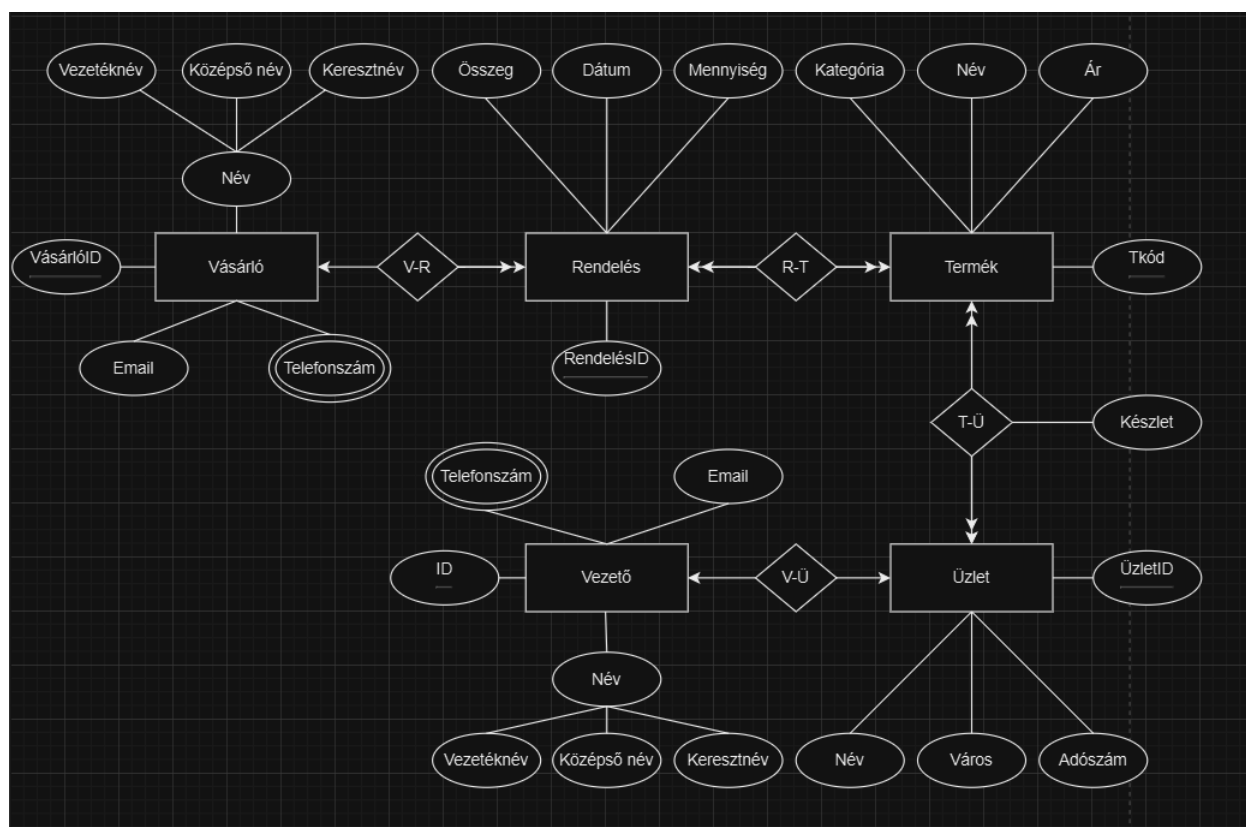 Vezetéknév
Középső név
Keresztnév
Összeg
Dátum
Mennyiség
Kategória
Név
Ár
Név
VásárlóID
Vásárló
V-R
Rendelés
R-T
Termék
Tkód
Email
Telefonszám
RendelésID
T-Ü
Készlet
Telefonszám
Email
ID
Vezető
V-Ü
Üzlet
ÜzletID
Név
Vezetéknév
Középső név
Keresztnév
Név
Város
Adószám